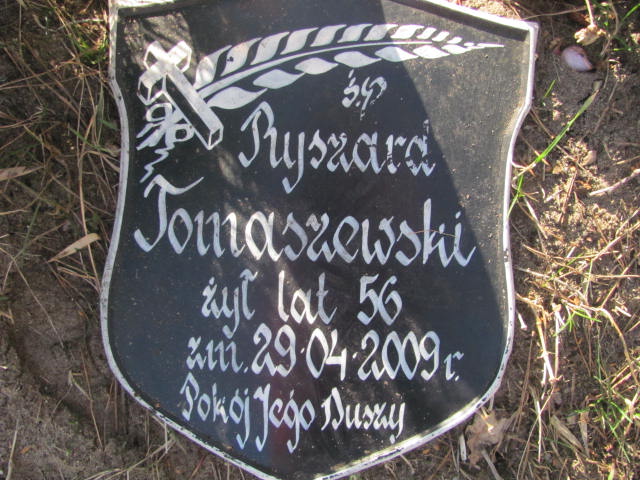 ś.p
Ryszard
Tomaszewski
żył lat 56
zm. 29.04.2009 r.
Pokój Jego Duszy